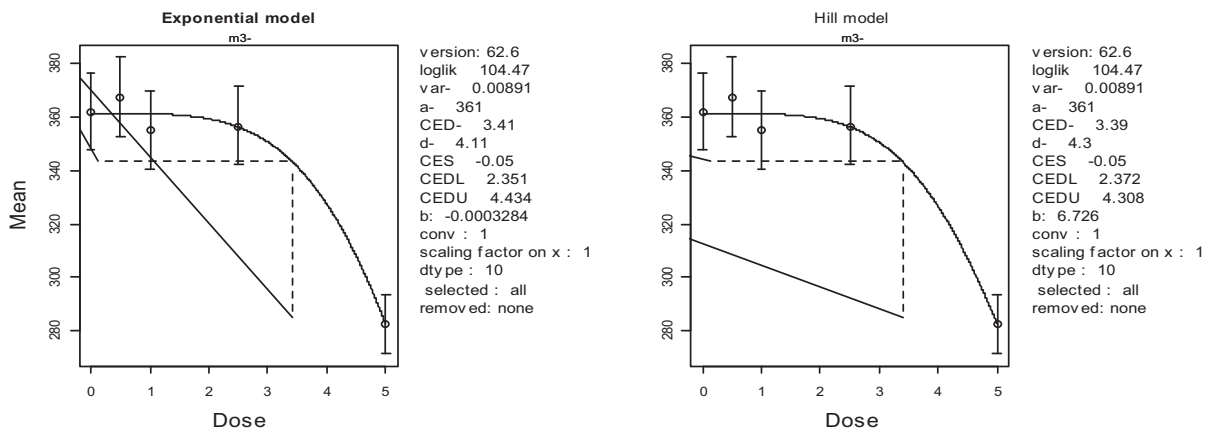 Exponential model
m3-
Mean
380
360
340
320
300
280
0 1 2 3 4 5
Dose
version: 62.6
loglik 104.47
var- 0.00891
a- 361
CED- 3.41
d- 4.11
CES -0.05
CEDL 2.351
CEDU 4.434
b: -0.0003284
conv : 1
scaling factor on x : 1
dtype : 10
selected : all
removed: none
Hill model
m3-
380
360
340
320
300
280
0 1 2 3 4 5
Dose
version: 62.6
loglik 104.47
var- 0.00891
a- 361
CED- 3.39
d- 4.3
CES -0.05
CEDL 2.372
CEDU 4.308
b: 6.726
conv : 1
scaling factor on x : 1
dtype : 10
selected : all
removed: none